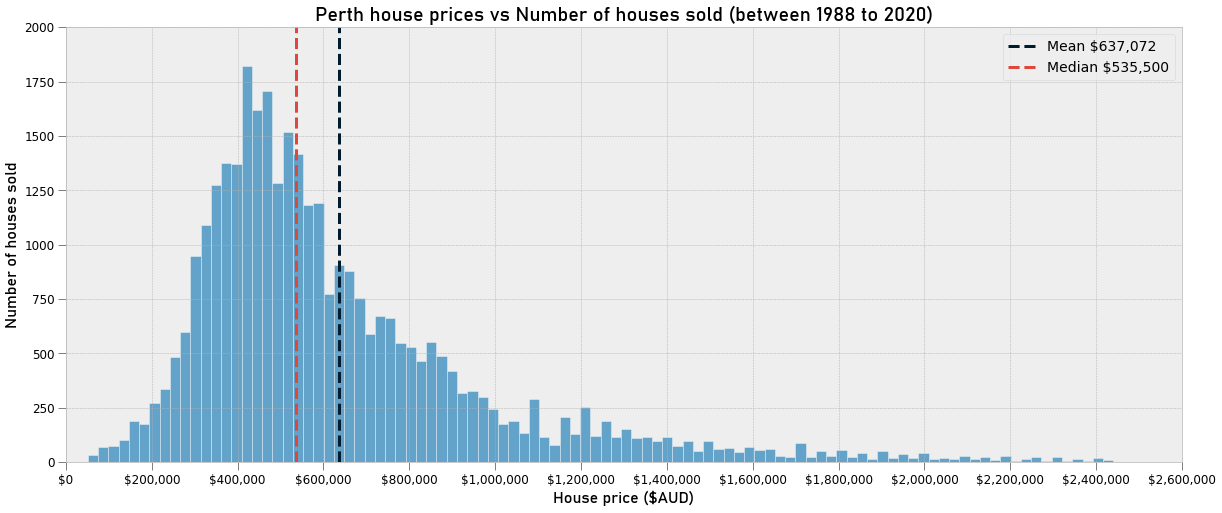 Perth house prices vs Number of houses sold (between 1988 to 2020)
Mean $637,072
Median $535,500
Number of houses sold
2000
1750
1500
1250
1000
750
500
250
0
$0 $200,000 $400,000 $600,000 $800,000 $1,000,000 $1,200,000 $1,400,000 $1,600,000 $1,800,000 $2,000,000 $2,200,000 $2,400,000 $2,600,000
House price ($AUD)